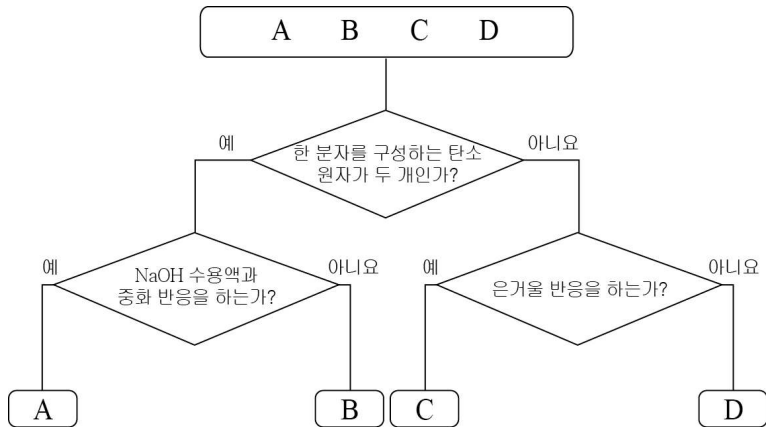 A B C D
예
한 분자를 구성하는 탄소
원자가 두 개인가?
아니요
예
NaOH 수용액과
중화 반응을 하는가?
아니요
예
은거울 반응을 하는가?
아니요
A
B
C
D